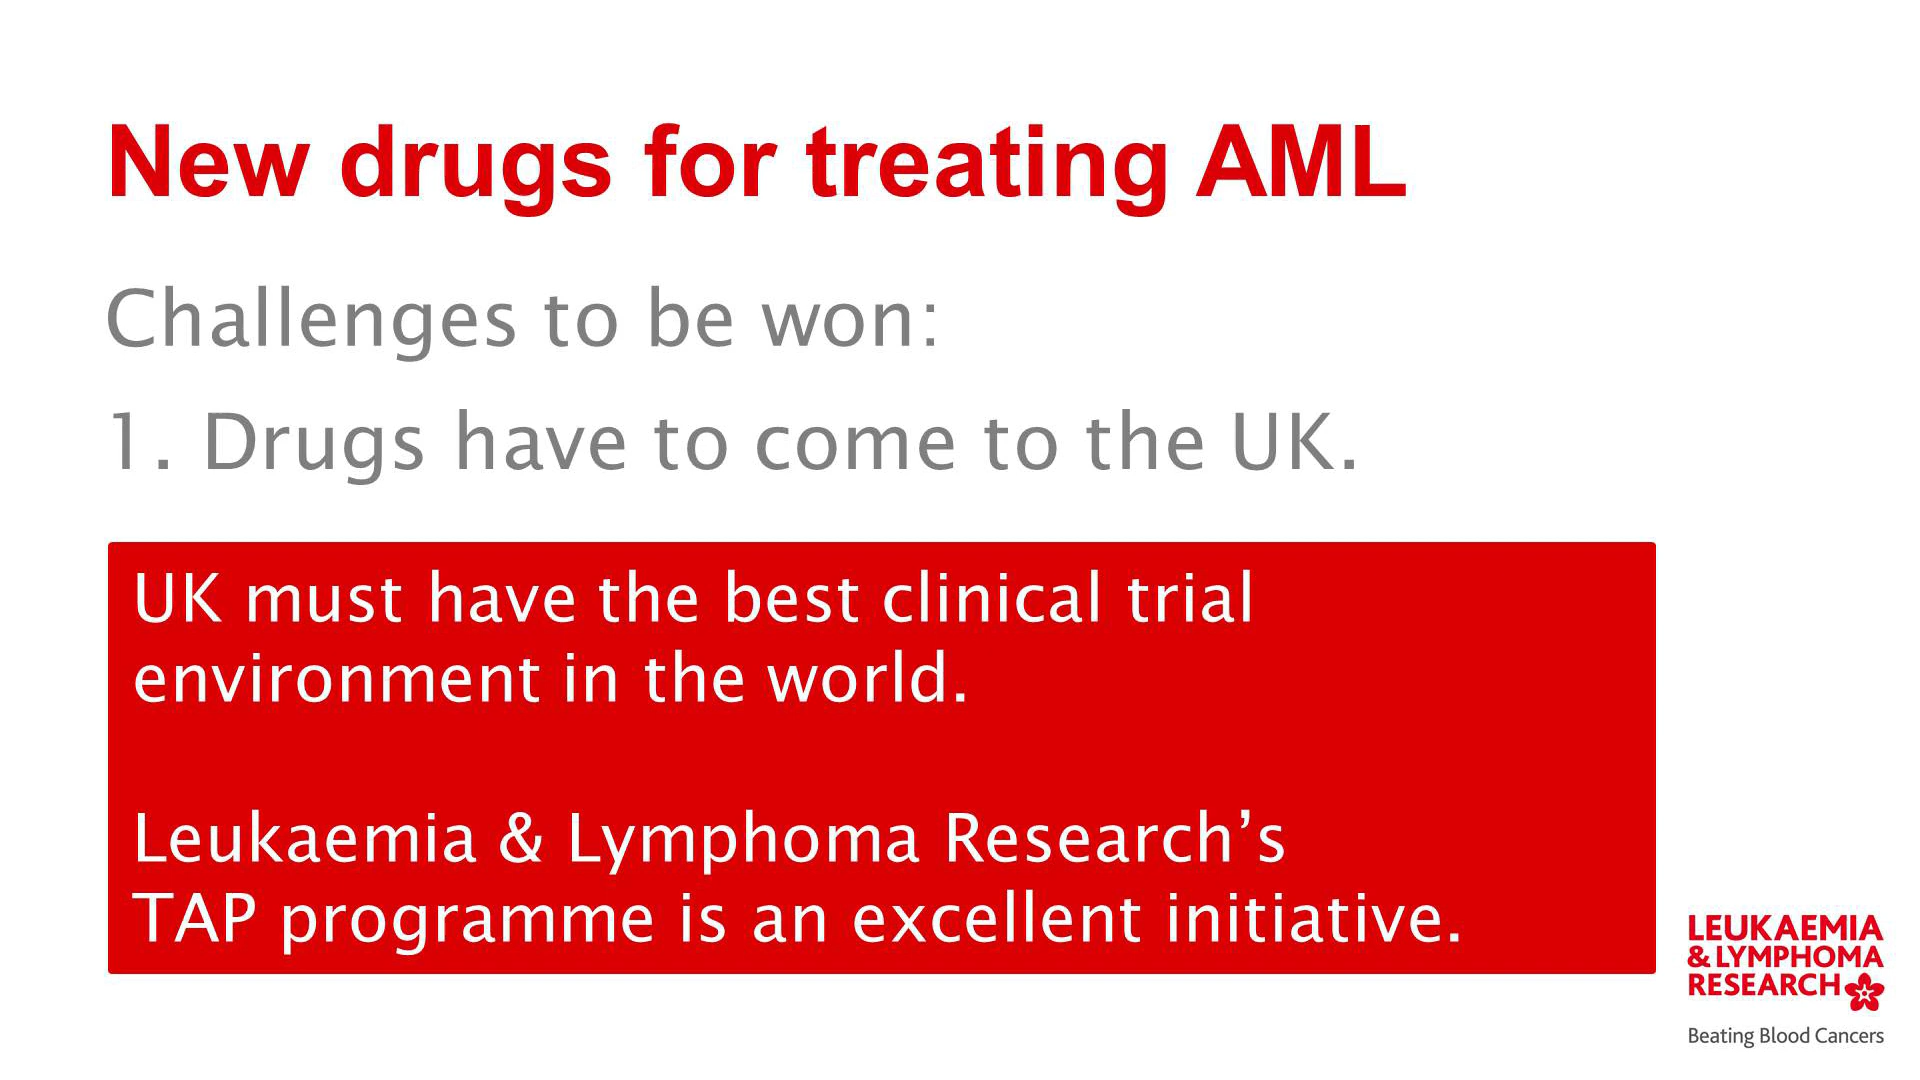 New drugs for treating AML
Challenges to be won:
1. Drugs have to come to the UK.
UK must have the best clinical trial
environment in the world.
Leukaemia & Lymphoma Research’s
TAP programme is an excellent initiative.
LEUKAEMIA
& LYMPHOMA
RESEARCH
Beating Blood Cancers